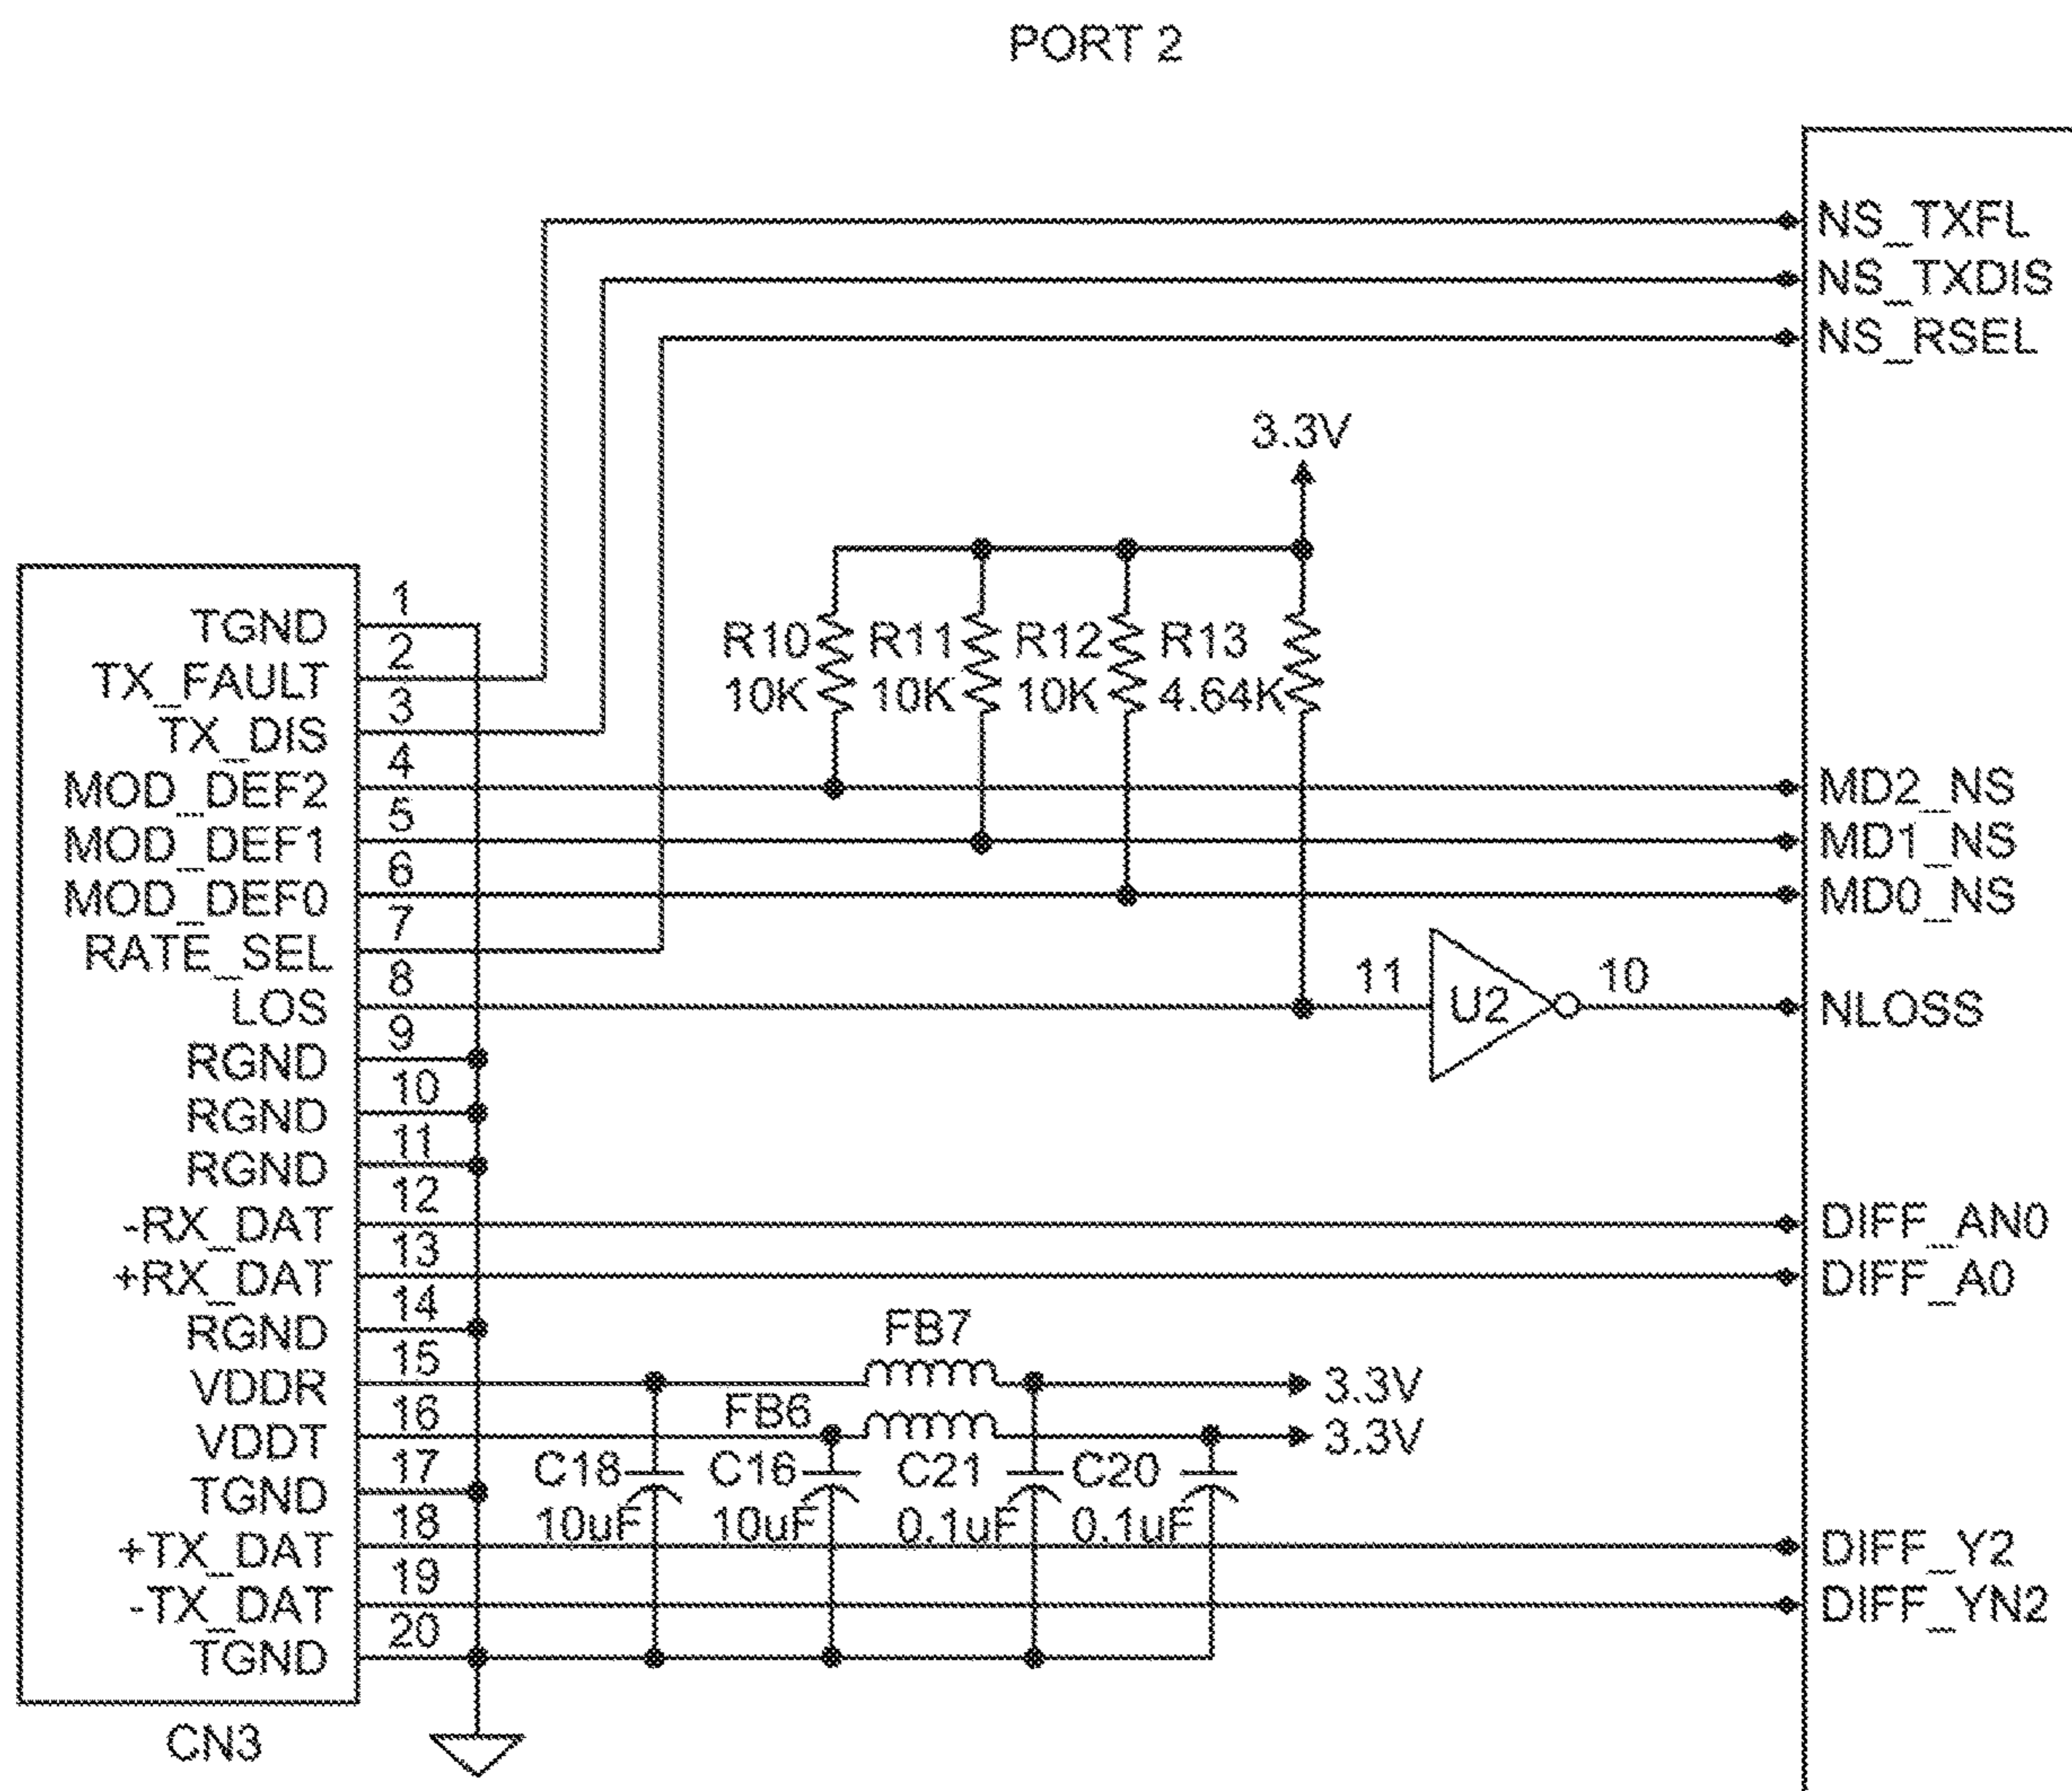 PORT 2
NS_TXFL
NS_TXDIS
NS_RSEL
3.3V
R10
10K
R11
10K
R12
10K
R13
4.64K
TGND
1
TX_FAULT
2
TX_DIS
3
MOD_DEF2
4
MOD_DEF1
5
MOD_DEF0
6
RATE_SEL
7
LOS
8
RGND
9
RGND
10
RGND
11
-RX_DAT
12
+RX_DAT
13
RGND
14
VDDR
15
VDDT
16
TGND
17
+TX_DAT
18
-TX_DAT
19
TGND
20
CN3
MD2_NS
MD1_NS
MD0_NS
11
U2
10
NLOSS
DIFF_AN0
DIFF_A0
FB7
3.3V
FB6
3.3V
C18
10uF
C16
10uF
C21
0.1uF
C20
0.1uF
DIFF_Y2
DIFF_YN2